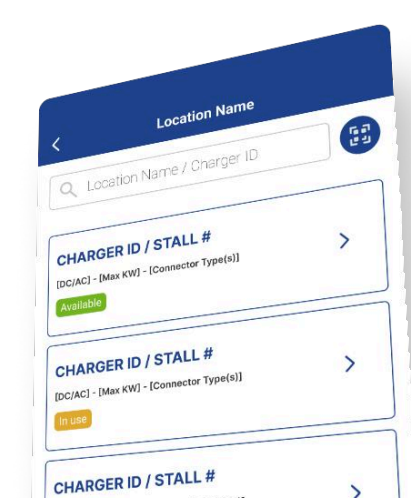 Location Name
Location Name / Charger ID
CHARGER ID / STALL #
[DC/AC] - [Max KW] - [Connector Type(s)]
Available
CHARGER ID / STALL #
[DC/AC] - [Max KW] - [Connector Type(s)]
In use
CHARGER ID / STALL #